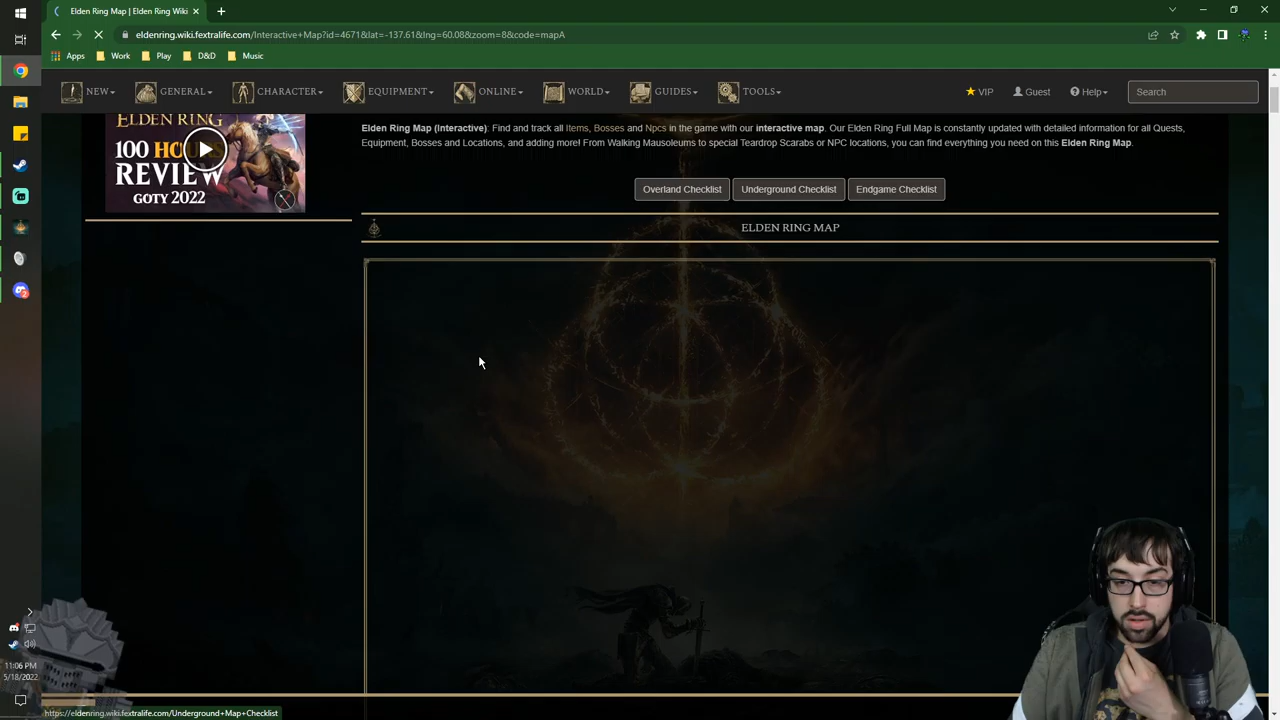 Elden Ring Map | Elden Ring Wiki
eldenring.wiki.fextralife.com/Interactive+Map?id=4671&lat=-137.61&lng=60.08&zoom=8&code=mapA
Apps Work Play D&D Music
NEW GENERAL CHARACTER EQUIPMENT ONLINE WORLD GUIDES TOOLS VIP Guest Help Search
ELDEN RING
100 HOURS
REVIEW
GOTY 2022
Elden Ring Map (Interactive): Find and track all Items, Bosses and Npcs in the game with our interactive map. Our Elden Ring Full Map is constantly updated with detailed information for all Quests,
Equipment, Bosses and Locations, and adding more! From Walking Mausoleums to special Teardrop Scarabs or NPC locations, you can find everything you need on this Elden Ring Map.
Overland Checklist Underground Checklist Endgame Checklist
ELDEN RING MAP
11:06 PM
5/18/2022
https://eldenring.wiki.fextralife.com/Underground+Map+Checklist